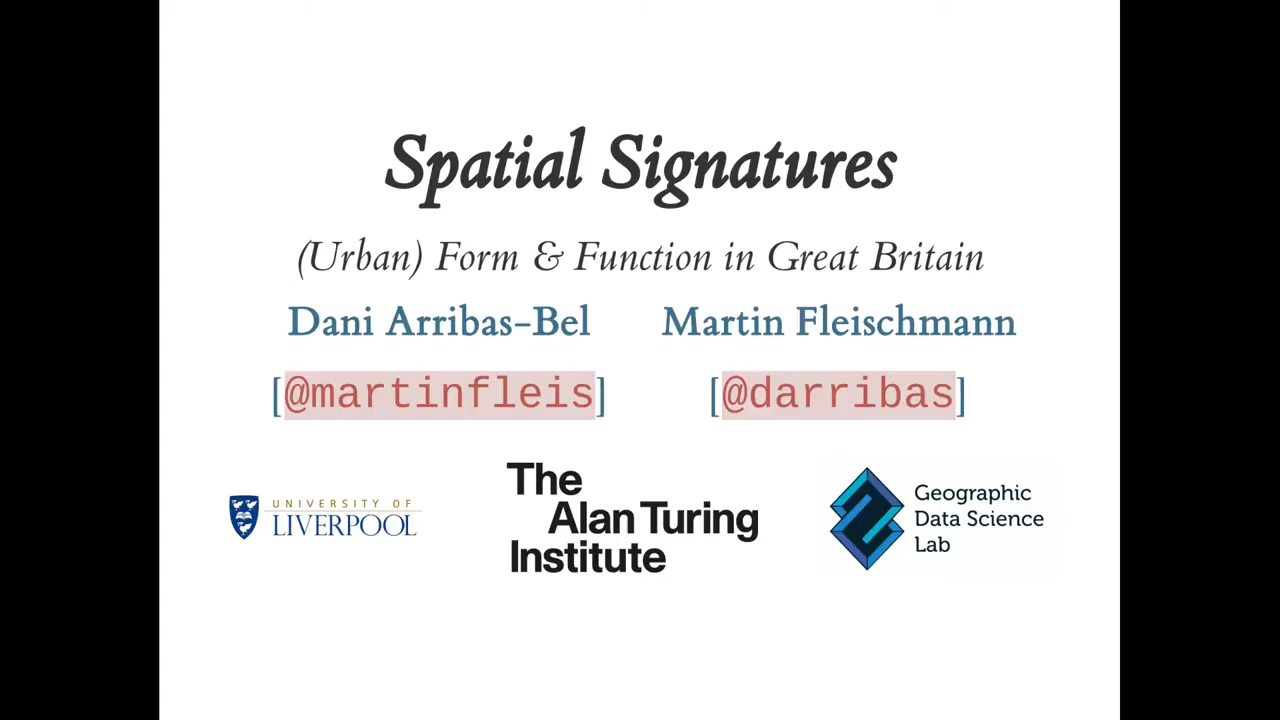 Spatial Signatures
(Urban) Form & Function in Great Britain
Dani Arribas-Bel Martin Fleischmann
[@martinfleis] [@darribas]
UNIVERSITY OF
LIVERPOOL
The
Alan Turing
Institute
Geographic
Data Science
Lab